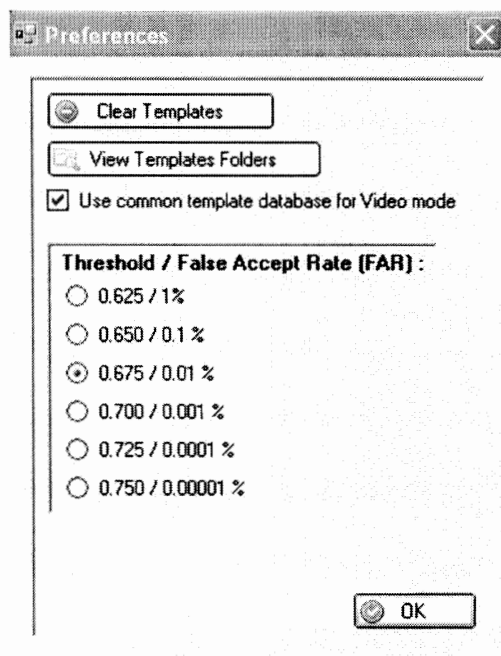 Preferences
Clear Templates
View Templates Folders
Use common template database for Video mode
Threshold / False Accept Rate (FAR) :
0.625 / 1%
0.650 / 0.1 %
0.675 / 0.01 %
0.700 / 0.001 %
0.725 / 0.0001 %
0.750 / 0.00001 %
OK